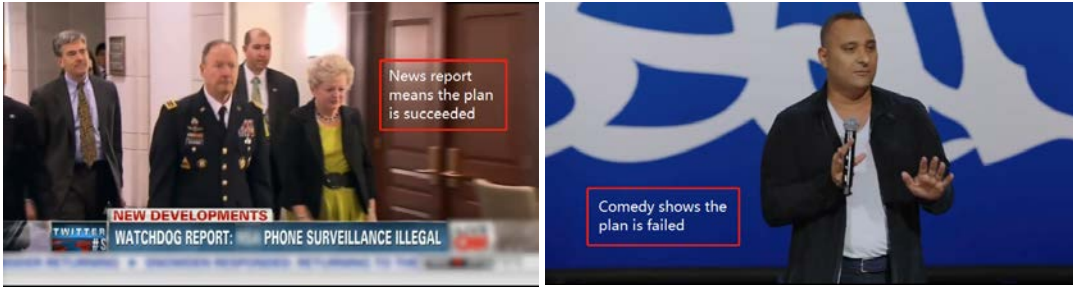 News report
means the plan
is succeeded
NEW DEVELOPMENTS
TWITTER
#S
WATCHDOG REPORT: PHONE SURVEILLANCE ILLEGAL
CNN
Comedy shows the
plan is failed